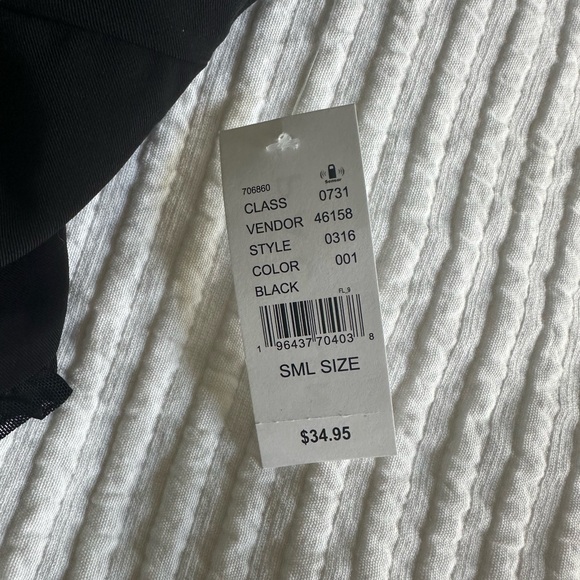 706860
CLASS 0731
VENDOR 46158
STYLE 0316
COLOR 001
BLACK
FL_9
1 96437 70403 8
SML SIZE
$34.95